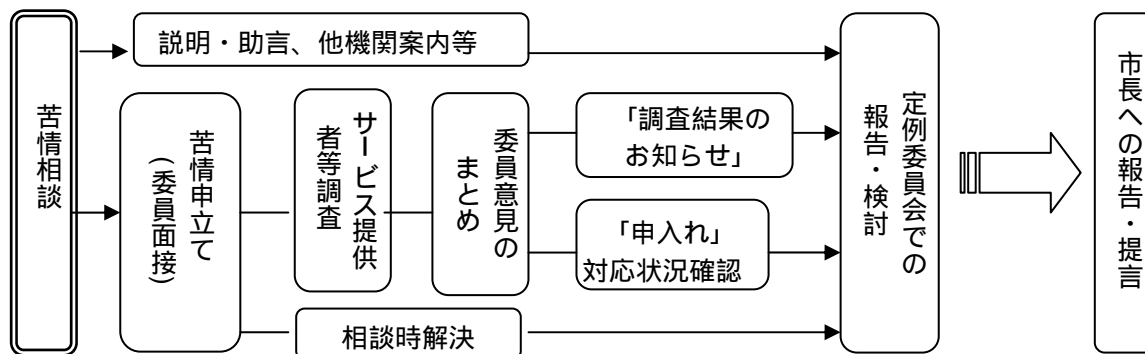 苦情相談
説明・助言、他機関案内等
苦情申立て
（委員面接）
サービス提供
者等調査
委員意見の
まとめ
「調査結果の
お知らせ」
「申入れ」
対応状況確認
相談時解決
定例委員会での
報告・検討
市長への報告・提言